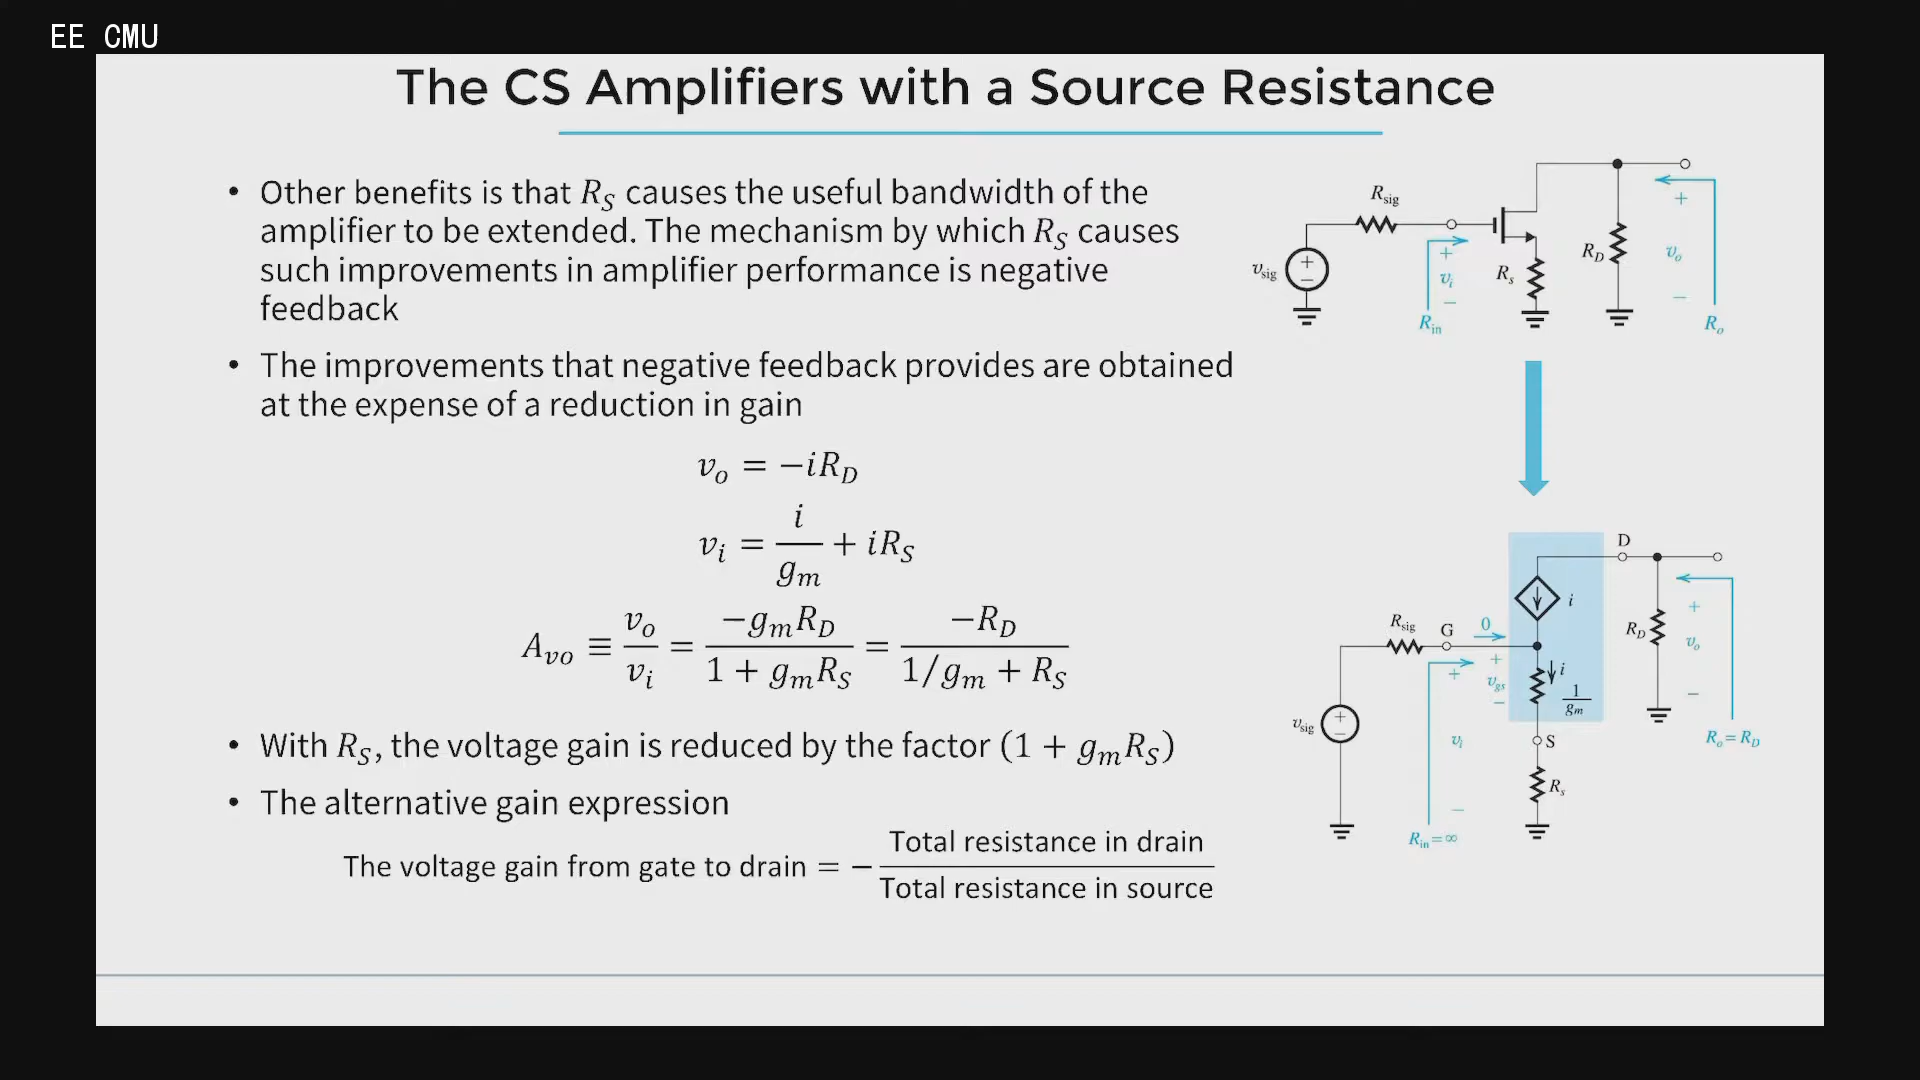 EE CMU
The CS Amplifiers with a Source Resistance
• Other benefits is that R_S causes the useful bandwidth of the
amplifier to be extended. The mechanism by which R_S causes
such improvements in amplifier performance is negative
feedback
• The improvements that negative feedback provides are obtained
at the expense of a reduction in gain
v_o = −iR_D
v_i = i/g_m + iR_S
A_vo ≡ v_o/v_i = −g_m R_D/(1 + g_m R_S) = −R_D/(1/g_m + R_S)
• With R_S, the voltage gain is reduced by the factor (1 + g_m R_S)
• The alternative gain expression
The voltage gain from gate to drain = − Total resistance in drain / Total resistance in source
R_sig
v_sig
+
−
+
v_i
−
R_in
R_s
R_D
+
v_o
−
R_o
D
i
R_sig
G
0
+
v_gs
−
i
1/g_m
S
R_s
v_sig
+
−
+
v_i
−
R_in = ∞
R_D
+
v_o
−
R_o = R_D